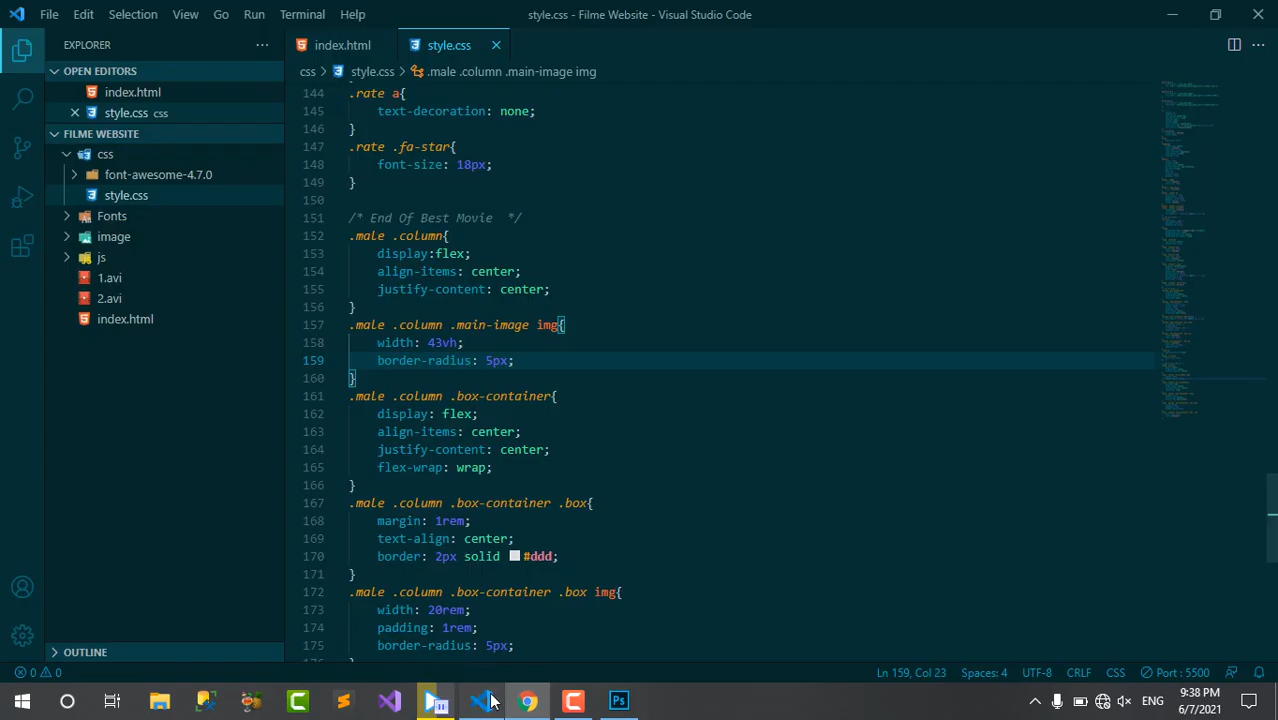 File Edit Selection View Go Run Terminal Help style.css - Filme Website - Visual Studio Code
EXPLORER
OPEN EDITORS
index.html
style.css css
FILME WEBSITE
css
font-awesome-4.7.0
style.css
Fonts
image
js
1.avi
2.avi
index.html
OUTLINE
index.html style.css
css > style.css > .male .column .main-image img
144 .rate a{
145 text-decoration: none;
146 }
147 .rate .fa-star{
148 font-size: 18px;
149 }
150
151 /* End Of Best Movie */
152 .male .column{
153 display:flex;
154 align-items: center;
155 justify-content: center;
156 }
157 .male .column .main-image img{
158 width: 43vh;
159 border-radius: 5px;
160 }
161 .male .column .box-container{
162 display: flex;
163 align-items: center;
164 justify-content: center;
165 flex-wrap: wrap;
166 }
167 .male .column .box-container .box{
168 margin: 1rem;
169 text-align: center;
170 border: 2px solid #ddd;
171 }
172 .male .column .box-container .box img{
173 width: 20rem;
174 padding: 1rem;
175 border-radius: 5px;
0 0 Ln 159, Col 23 Spaces: 4 UTF-8 CRLF CSS Port : 5500
Ps ENG 9:38 PM
6/7/2021